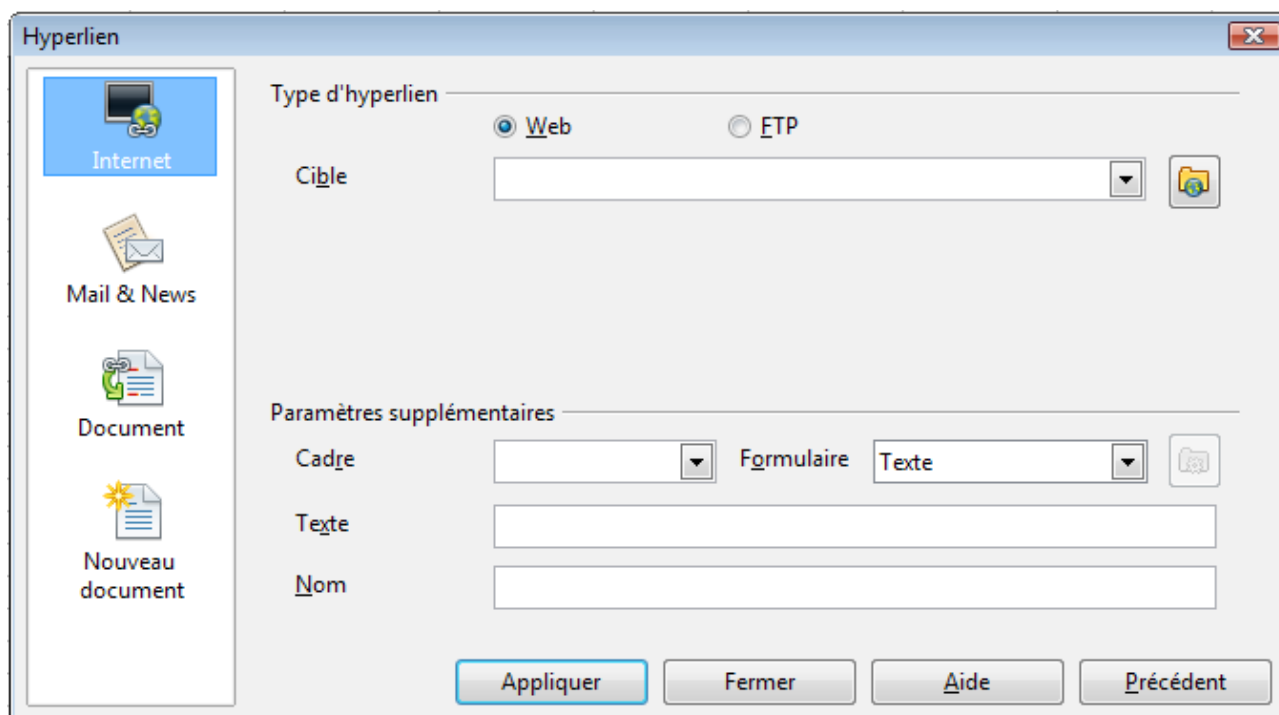 Hyperlien
Internet
Mail & News
Document
Nouveau
document
Type d'hyperlien
Web FTP
Cible
Paramètres supplémentaires
Cadre Formulaire Texte
Texte
Nom
Appliquer Fermer Aide Précédent